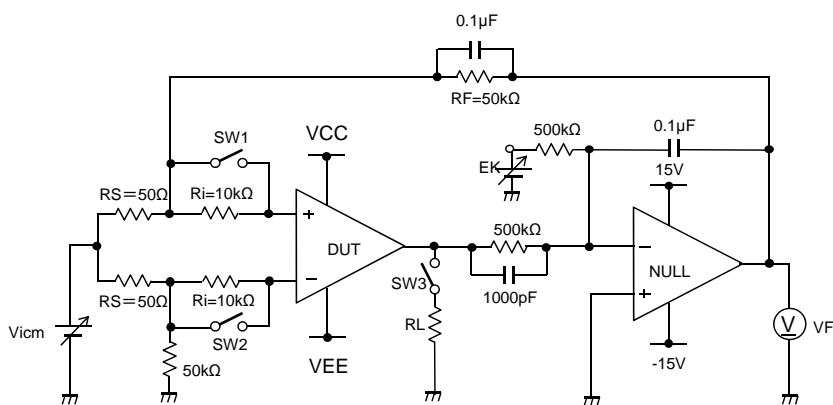 0.1µF
RF=50kΩ
SW1
VCC
500kΩ
0.1µF
EK
15V
RS=50Ω
Ri=10kΩ
+
DUT
−
500kΩ
−
NULL
+
RS=50Ω
Ri=10kΩ
SW3
1000pF
Vicm
SW2
RL
V
VF
50kΩ
VEE
-15V